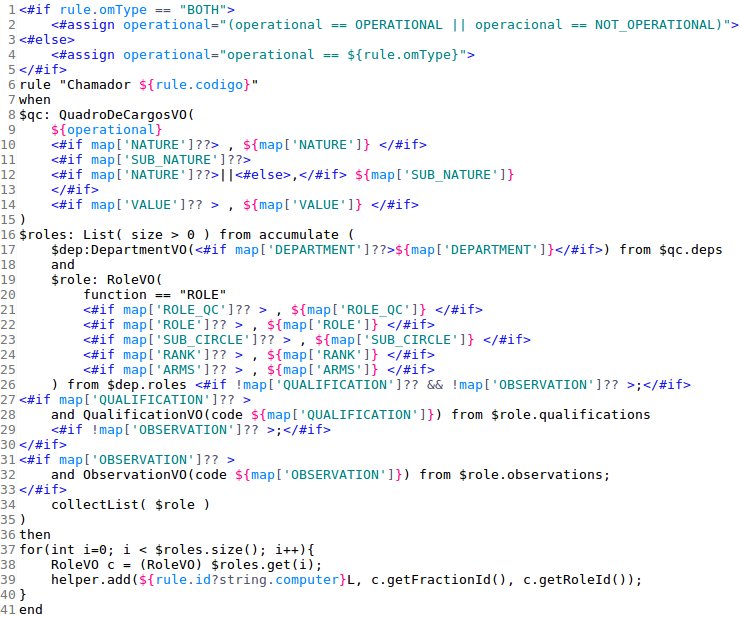 1 <#if rule.omType == "BOTH">
2     <#assign operational="(operational == OPERATIONAL || operacional == NOT_OPERATIONAL)">
3 <#else>
4     <#assign operational="operational == ${rule.omType}">
5 </#if>
6 rule "Chamador ${rule.codigo}"
7 when
8 $qc: QuadroDeCargosVO(
9     ${operational}
10     <#if map['NATURE']??> , ${map['NATURE']} </#if>
11     <#if map['SUB_NATURE']??>
12     <#if map['NATURE']??>||<#else>,</#if> ${map['SUB_NATURE']}
13     </#if>
14     <#if map['VALUE']?? > , ${map['VALUE']} </#if>
15 )
16 $roles: List( size > 0 ) from accumulate (
17     $dep:DepartmentVO(<#if map['DEPARTMENT']??>${map['DEPARTMENT']}</#if>) from $qc.deps
18     and
19     $role: RoleVO(
20         function == "ROLE"
21         <#if map['ROLE_QC']?? > , ${map['ROLE_QC']} </#if>
22         <#if map['ROLE']?? > , ${map['ROLE']} </#if>
23         <#if map['SUB_CIRCLE']?? > , ${map['SUB_CIRCLE']} </#if>
24         <#if map['RANK']?? > , ${map['RANK']} </#if>
25         <#if map['ARMS']?? > , ${map['ARMS']} </#if>
26     ) from $dep.roles <#if !map['QUALIFICATION']?? && !map['OBSERVATION']?? >;</#if>
27 <#if map['QUALIFICATION']?? >
28     and QualificationVO(code ${map['QUALIFICATION']}) from $role.qualifications
29     <#if !map['OBSERVATION']?? >;</#if>
30 </#if>
31 <#if map['OBSERVATION']?? >
32     and ObservationVO(code ${map['OBSERVATION']}) from $role.observations;
33 </#if>
34     collectList( $role )
35 )
36 then
37 for(int i=0; i < $roles.size(); i++){
38     RoleVO c = (RoleVO) $roles.get(i);
39     helper.add(${rule.id?string.computer}L, c.getFractionId(), c.getRoleId());
40 }
41 end